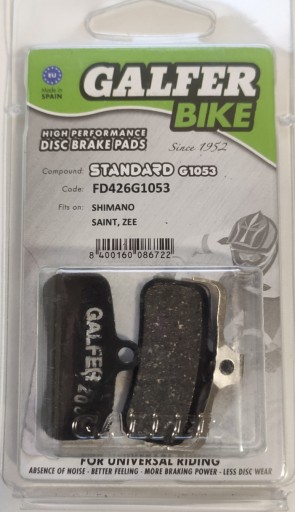 EU
Made in
SPAIN
GALFER
BIKE
HIGH PERFORMANCE
DISC BRAKE PADS
Since 1952
Compound: STANDARD G1053
Code: FD426G1053
Fits on: SHIMANO
SAINT, ZEE
8 400160 086722
GALFER
FOR UNIVERSAL RIDING
ABSENCE OF NOISE - BETTER FEELING - MORE BRAKING POWER - LESS DISC WEAR